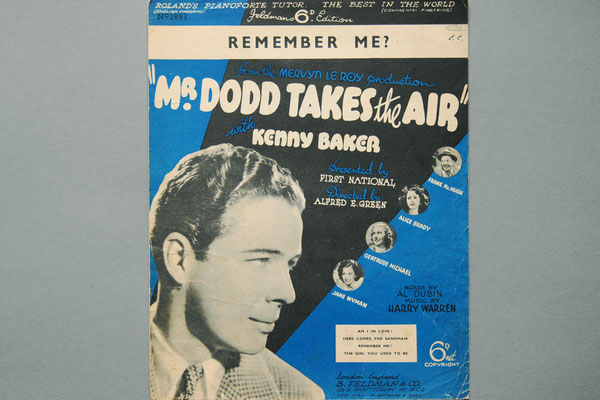 ROLAND'S PIANOFORTE TUTOR THE BEST IN THE WORLD
(ENGLISH FINGERING) (CONTINENTAL FINGERING)
Feldmans 6D. Edition
REMEMBER ME?
from the MERVYN LE ROY production
"MR. DODD TAKES the AIR"
with KENNY BAKER
Presented by
FIRST NATIONAL
Directed by
ALFRED E. GREEN
FRANK McHUGH
ALICE BRADY
GERTRUDE MICHAEL
JANE WYMAN
WORDS BY
AL DUBIN
MUSIC BY
HARRY WARREN
AM I IN LOVE?
HERE COMES THE SANDMAN
REMEMBER ME?
THE GIRL YOU USED TO BE
6D net
COPYRIGHT
London - England
B. FELDMAN & CO